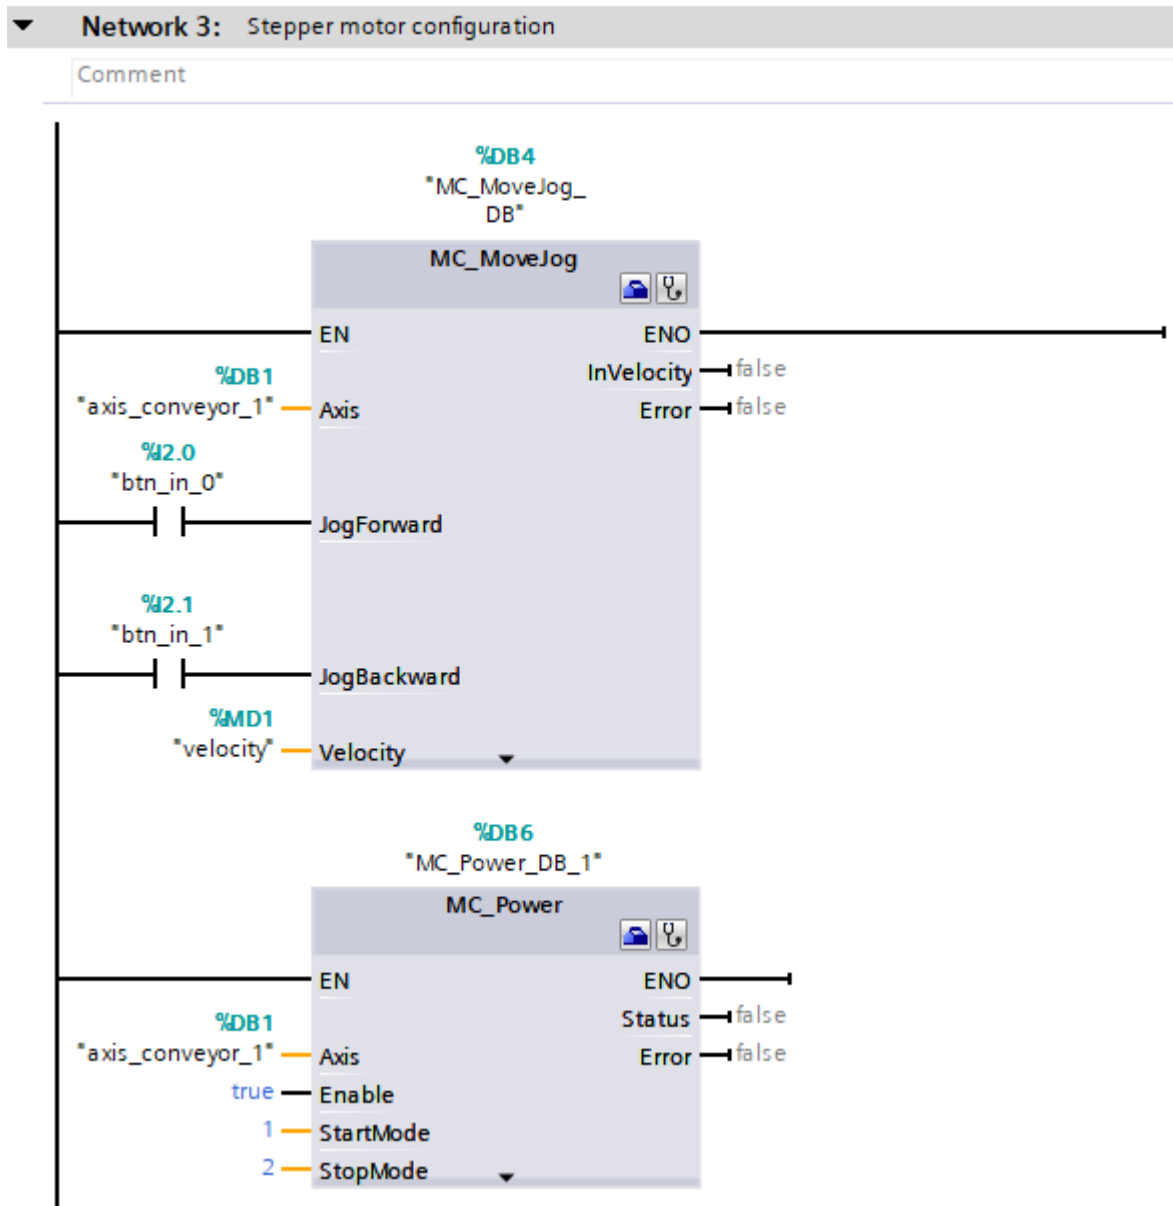 Network 3: Stepper motor configuration
Comment
%DB4
"MC_MoveJog_
DB"
MC_MoveJog
EN ENO
%DB1 InVelocity false
"axis_conveyor_1" Axis Error false
%I2.0
"btn_in_0"
JogForward
%I2.1
"btn_in_1"
JogBackward
%MD1
"velocity" Velocity
%DB6
"MC_Power_DB_1"
MC_Power
EN ENO
%DB1 Status false
"axis_conveyor_1" Axis Error false
true Enable
1 StartMode
2 StopMode